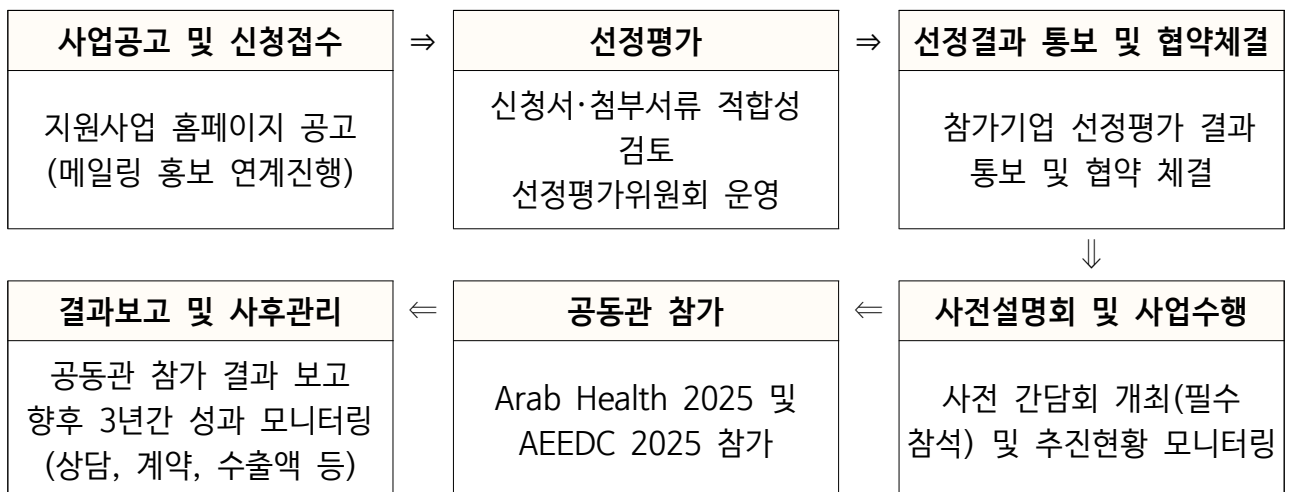 사업공고 및 신청접수
⇒
선정평가
⇒
선정결과 통보 및 협약체결
지원사업 홈페이지 공고
(메일링 홍보 연계진행)
신청서·첨부서류 적합성
검토
선정평가위원회 운영
참가기업 선정평가 결과
통보 및 협약 체결
⇓
사전설명회 및 사업수행
⇐
공동관 참가
⇐
결과보고 및 사후관리
사전 간담회 개최(필수
참석) 및 추진현황 모니터링
Arab Health 2025 및
AEEDC 2025 참가
공동관 참가 결과 보고
향후 3년간 성과 모니터링
(상담, 계약, 수출액 등)